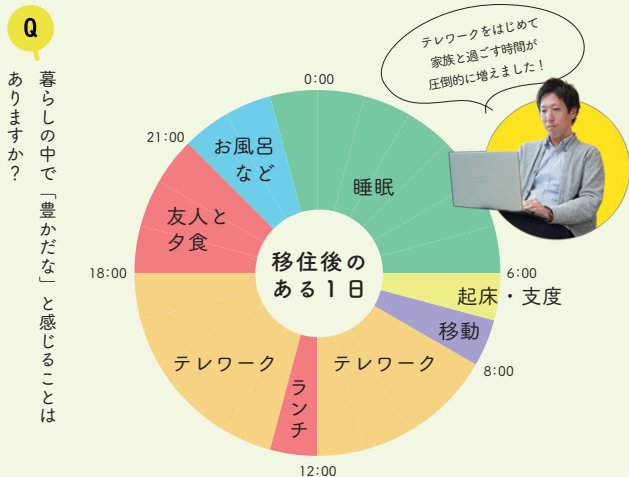 Q
暮らしの中で「豊かだな」と感じることは
ありますか？
テレワークをはじめて
家族と過ごす時間が
圧倒的に増えました！
移住後の
ある1日
0:00
睡眠
6:00
起床・支度
移動
8:00
テレワーク
12:00
ランチ
テレワーク
18:00
友人と
夕食
21:00
お風呂
など